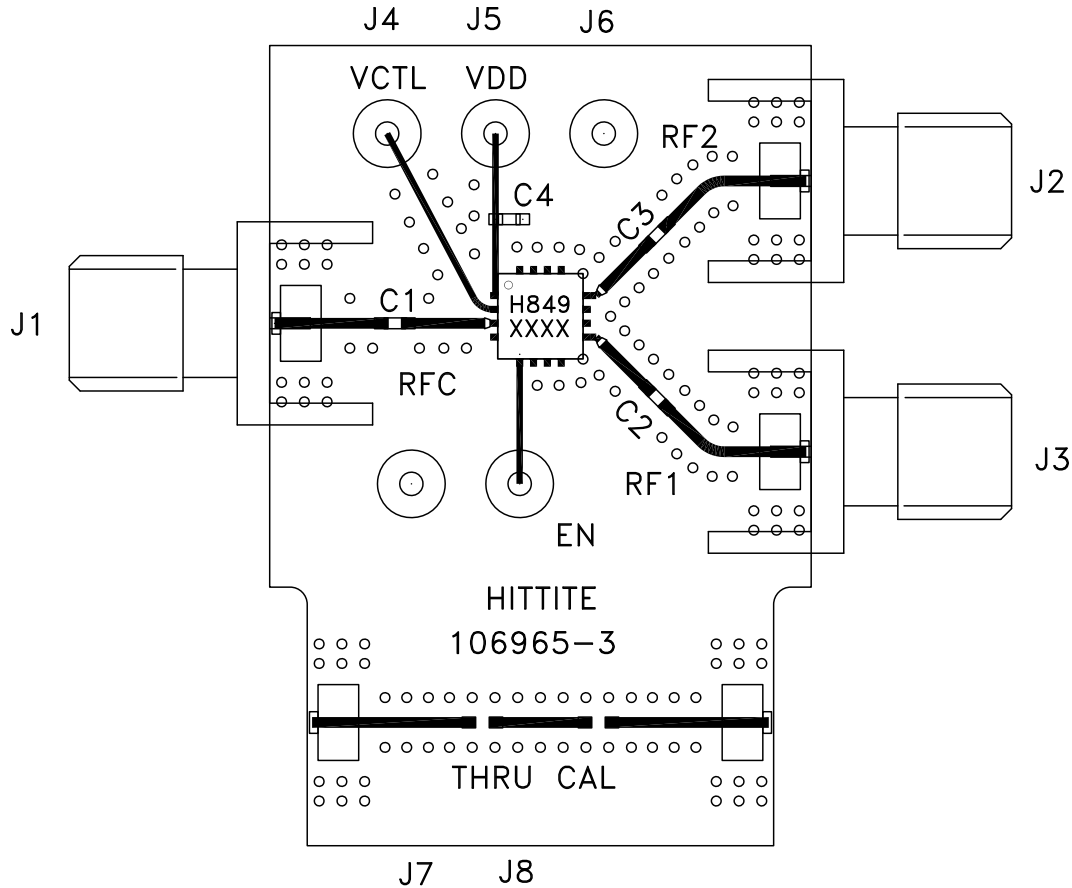 J4 J5 J6
VCTL VDD
RF2
J2
C4
C3
J1
C1
H849
XXXX
RFC
C2
RF1
J3
EN
HITTITE
106965-3
THRU CAL
J7 J8